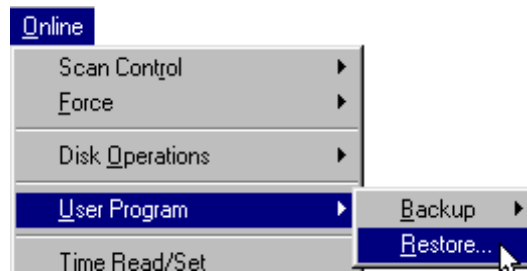 Online
Scan Control
Force
Disk Operations
User Program
Backup
Restore...
Time Read/Set